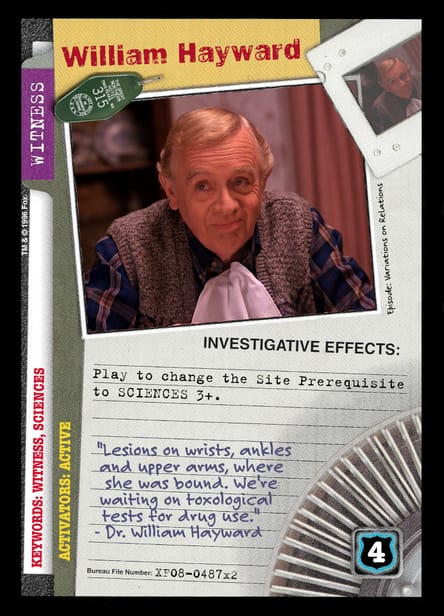 William Hayward
WITNESS
315
TM & © 1996 Fox
Episode: Variations on Relations
INVESTIGATIVE EFFECTS:
Play to change the Site Prerequisite
to SCIENCES 3+.
"Lesions on wrists, ankles
and upper arms, where
she was bound. We're
waiting on toxological
tests for drug use."
- Dr. William Hayward
KEYWORDS: WITNESS, SCIENCES
ACTIVATORS: ACTIVE
Bureau File Number: XF08-0487x2
4